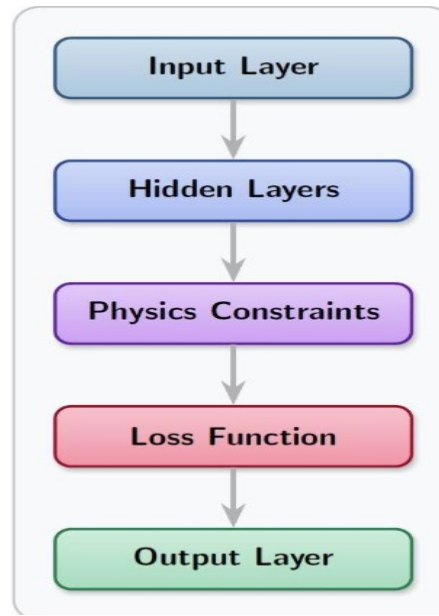 Input Layer
Hidden Layers
Physics Constraints
Loss Function
Output Layer